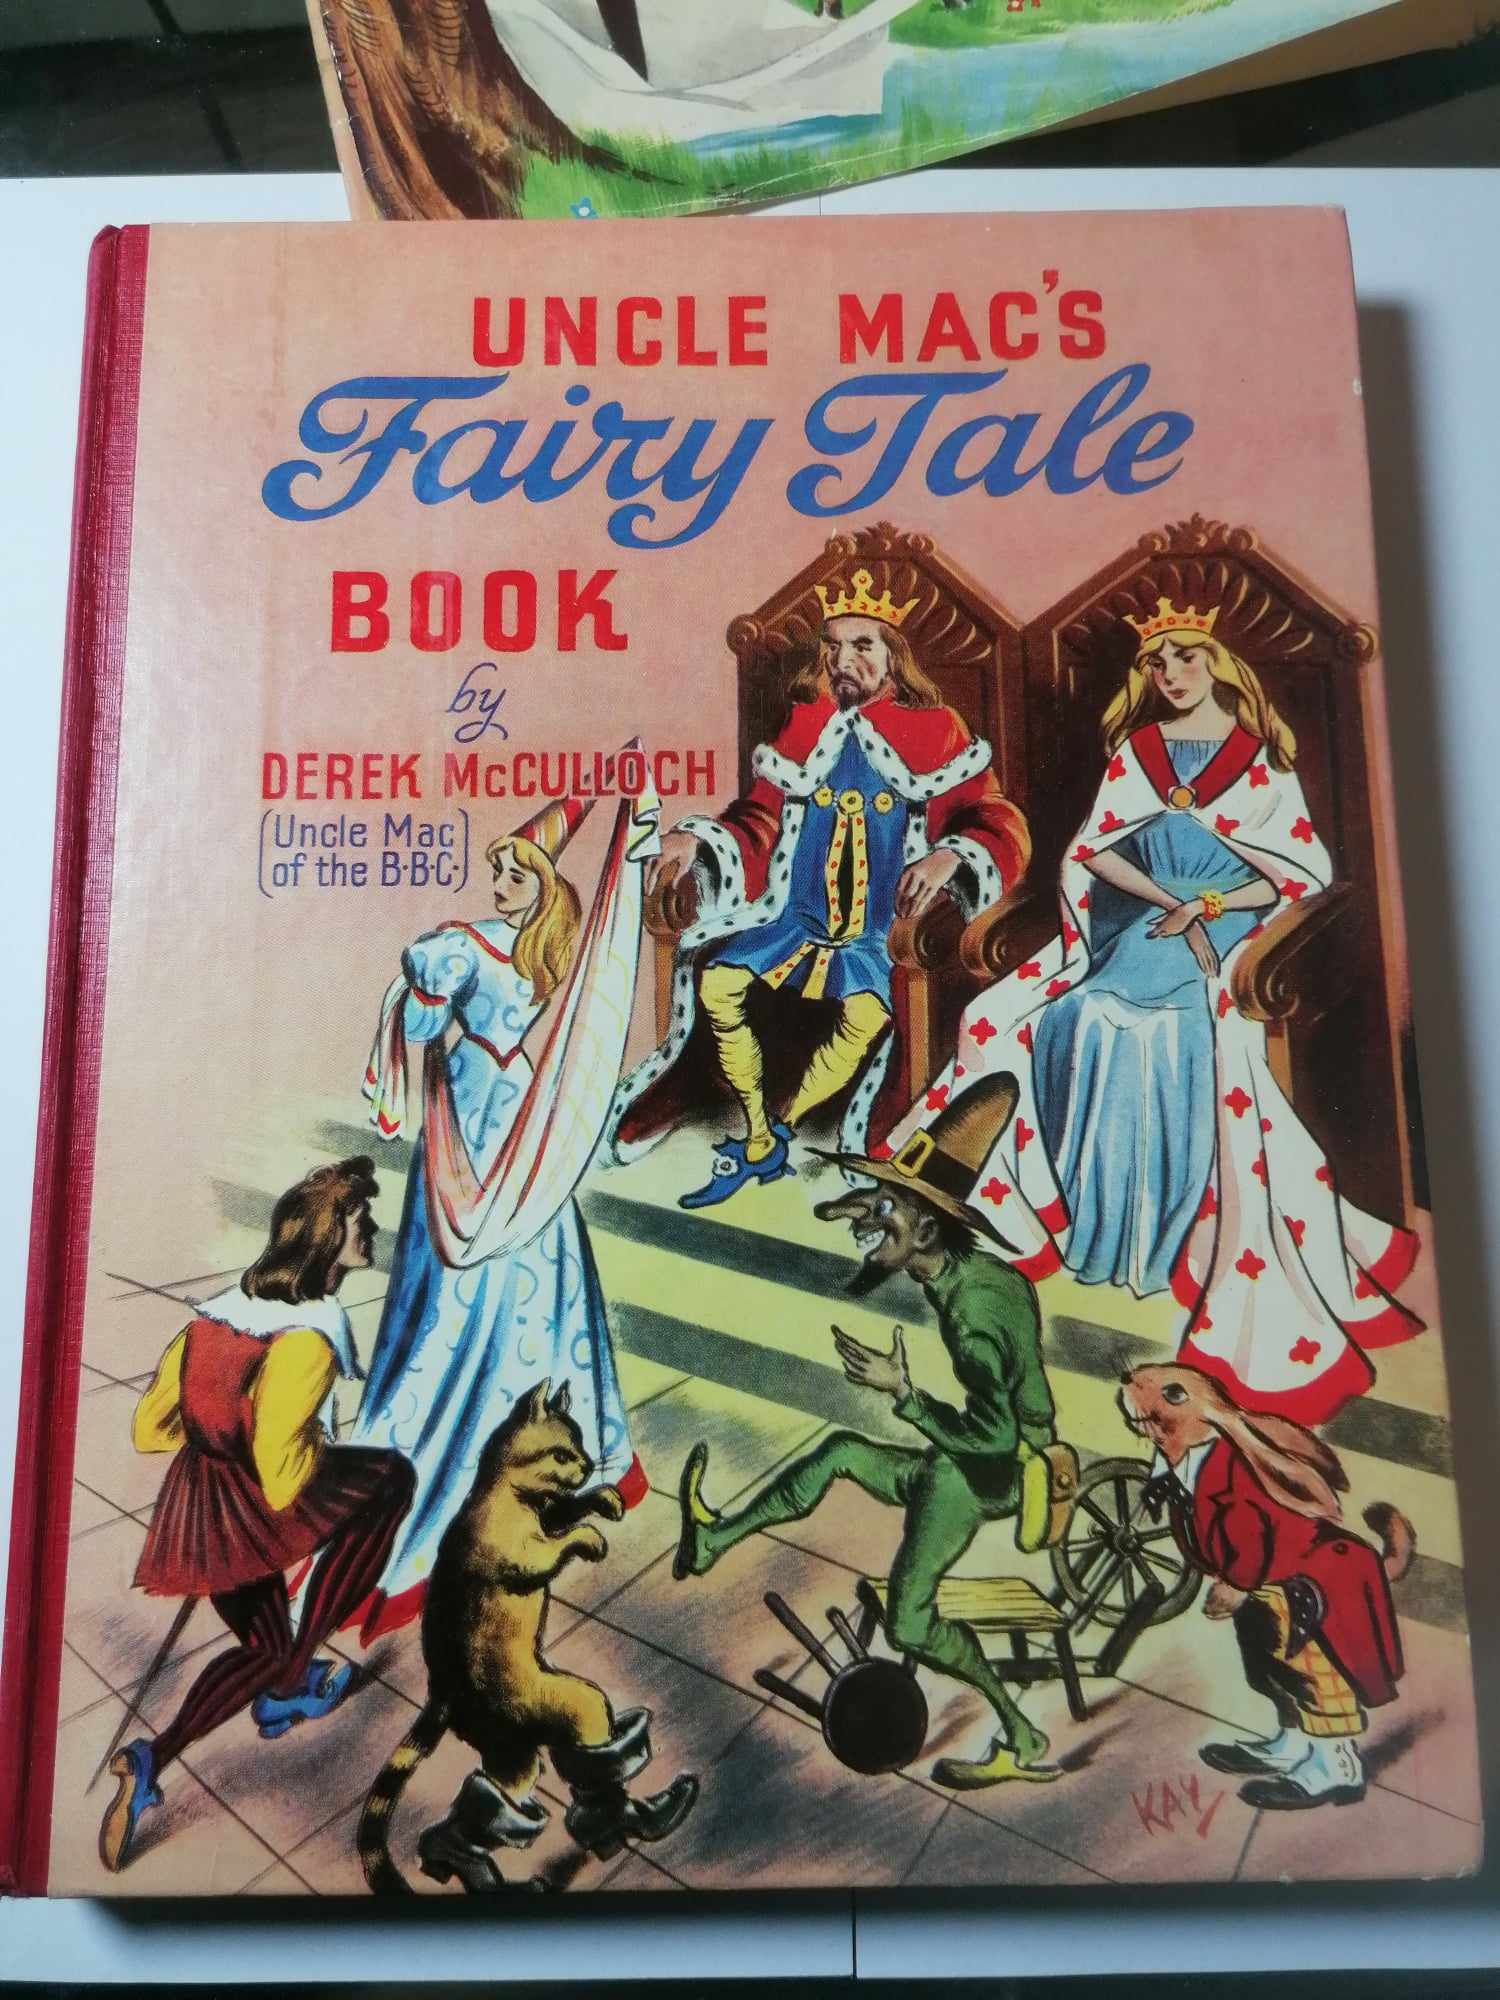 UNCLE MAC'S
Fairy Tale
BOOK
by
DEREK McCULLOCH
(Uncle Mac
of the B·B·C·)
KAY